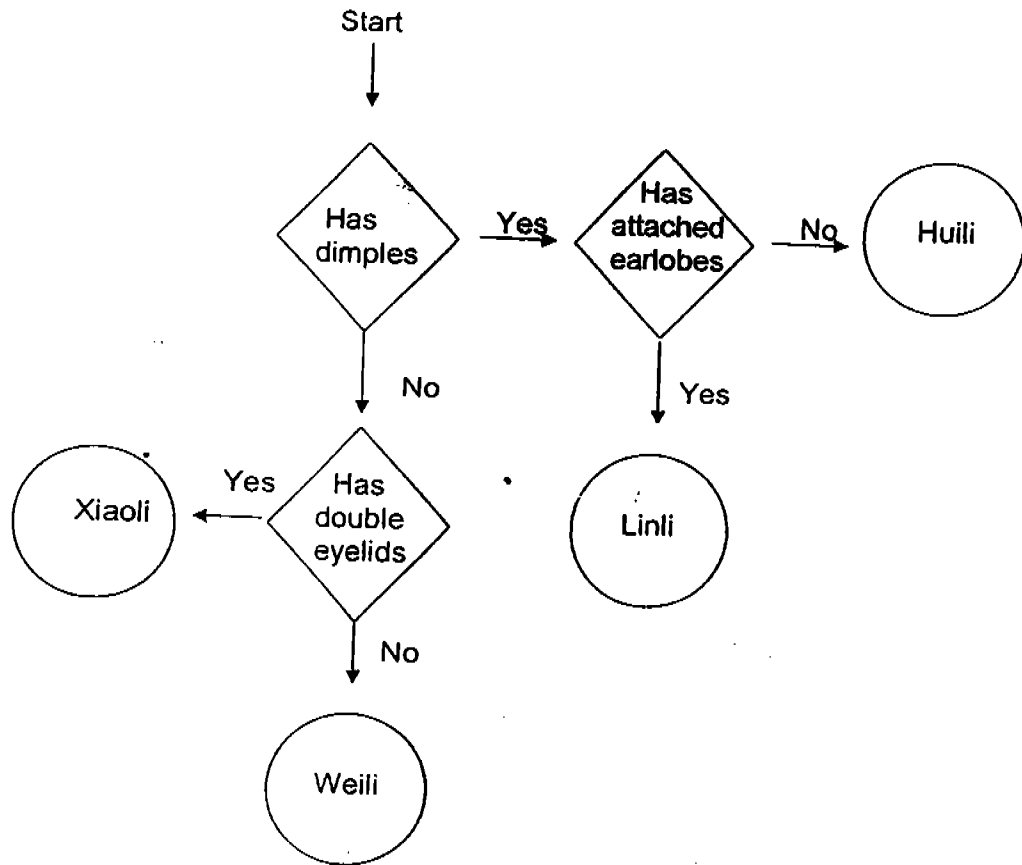 Start
Has
dimples
Yes
Has
attached
earlobes
No
Huili
No
Yes
Xiaoli
Yes
Has
double
eyelids
Linli
No
Weili